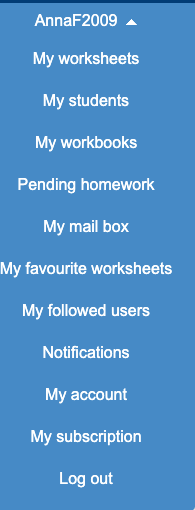 AnnaF2009
My worksheets
My students
My workbooks
Pending homework
My mail box
My favourite worksheets
My followed users
Notifications
My account
My subscription
Log out